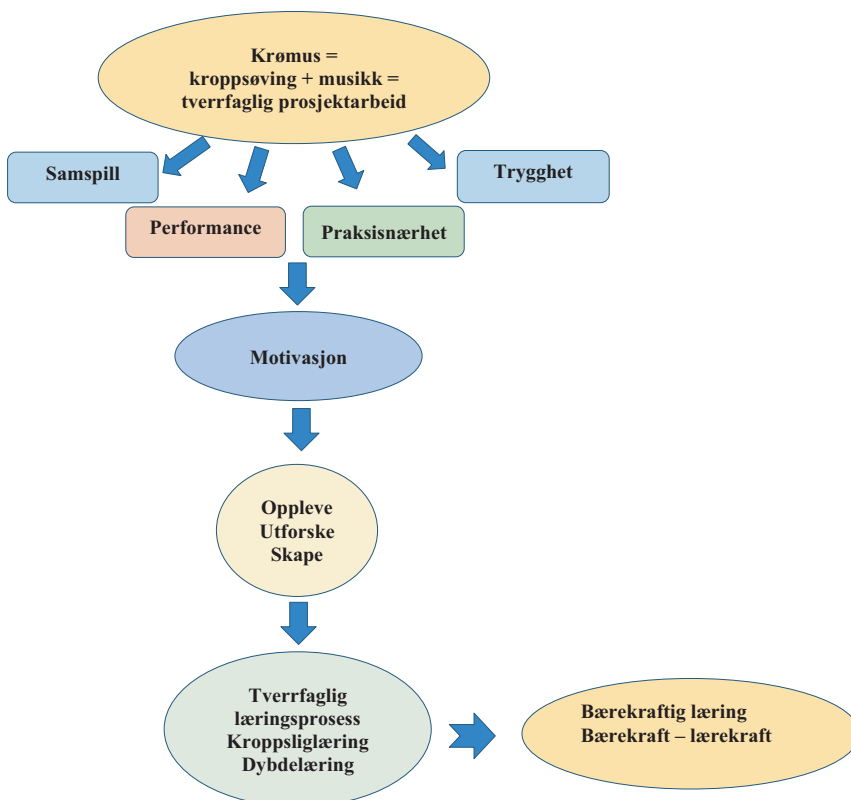 Krømus =
kroppsøving + musikk =
tverrfaglig prosjektarbeid
Samspill
Trygghet
Performance
Praksisnærhet
Motivasjon
Oppleve
Utforske
Skape
Tverrfaglig
læringsprosess
Kroppsliglæring
Dybdelæring
Bærekraftig læring
Bærekraft – lærekraft